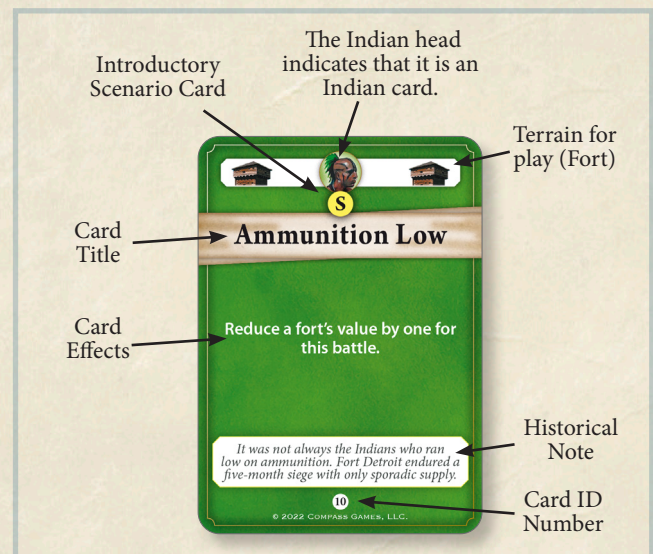 The Indian head
indicates that it is an
Indian card.
Introductory
Scenario Card
Terrain for
play (Fort)
S
Card
Title
Ammunition Low
Card
Effects
Reduce a fort's value by one for
this battle.
It was not always the Indians who ran
low on ammunition. Fort Detroit endured a
five-month siege with only sporadic supply.
Historical
Note
10
Card ID
Number
© 2022 Compass Games, LLC.